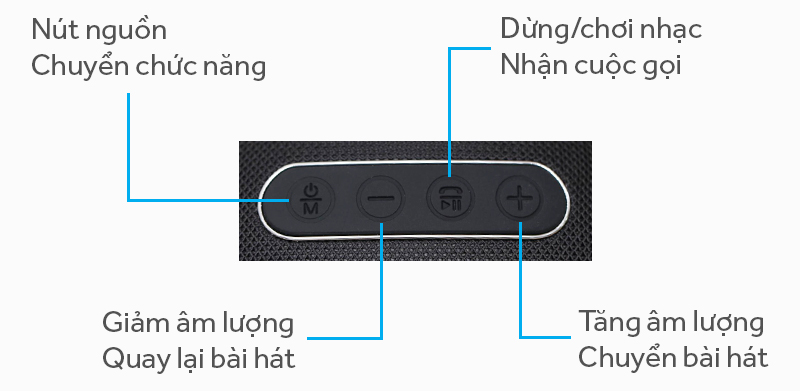 Nút nguồn
Chuyển chức năng
Dừng/chơi nhạc
Nhận cuộc gọi
M
Giảm âm lượng
Quay lại bài hát
Tăng âm lượng
Chuyển bài hát